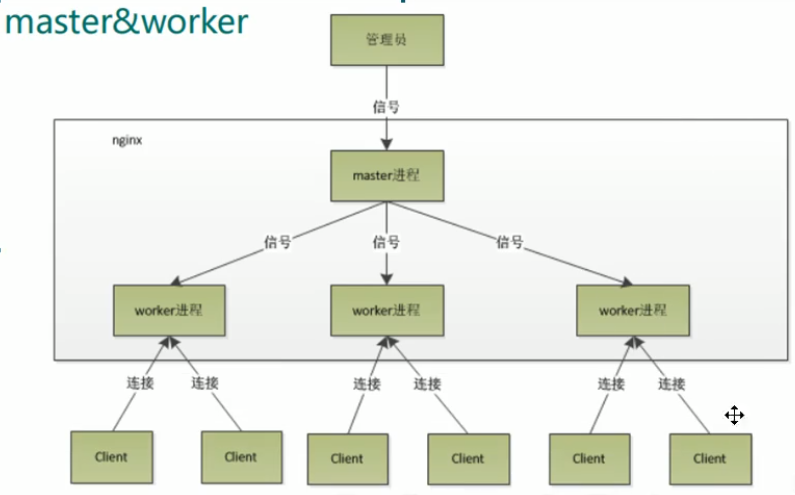 master&worker
管理员
信号
nginx
master进程
信号
信号
信号
worker进程
worker进程
worker进程
连接
连接
连接
连接
连接
连接
Client
Client
Client
Client
Client
Client